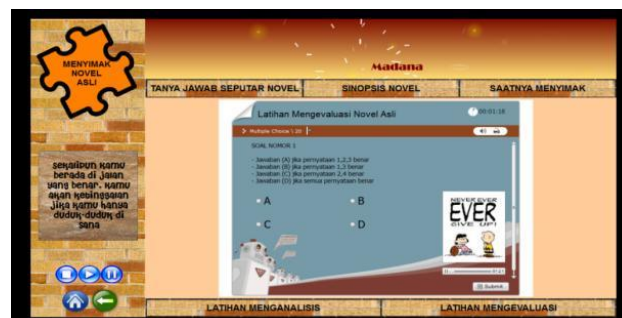 MENYIMAK
NOVEL
ASLI
Madana
TANYA JAWAB SEPUTAR NOVEL
SINOPSIS NOVEL
SAATNYA MENYIMAK
Latihan Mengevaluasi Novel Asli
00:01:18
Multiple Choice 1.20
SOAL NOMOR 1
- Jawaban (A) jika pernyataan 1,2,3 benar
- Jawaban (B) jika pernyataan 1,3 benar
- Jawaban (C) jika pernyataan 2,4 benar
- Jawaban (D) jika semua pernyataan benar
A
B
C
D
NEVER EVER
EVER
GIVE UP!
Submit
sekalipun kamu
berada di jalan
yang benar, kamu
akan kebingungan
jika kamu hanya
duduk-duduk di
sana
LATIHAN MENGANALISIS
LATIHAN MENGEVALUASI